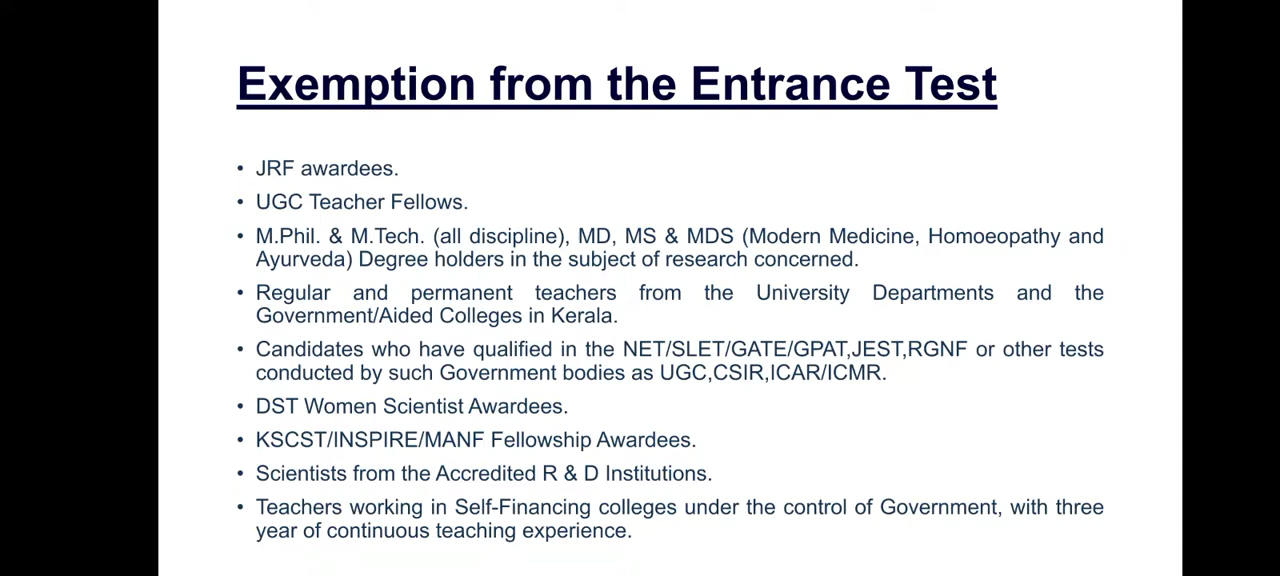 Exemption from the Entrance Test
• JRF awardees.
• UGC Teacher Fellows.
• M.Phil. & M.Tech. (all discipline), MD, MS & MDS (Modern Medicine, Homoeopathy and
Ayurveda) Degree holders in the subject of research concerned.
• Regular and permanent teachers from the University Departments and the
Government/Aided Colleges in Kerala.
• Candidates who have qualified in the NET/SLET/GATE/GPAT,JEST,RGNF or other tests
conducted by such Government bodies as UGC,CSIR,ICAR/ICMR.
• DST Women Scientist Awardees.
• KSCST/INSPIRE/MANF Fellowship Awardees.
• Scientists from the Accredited R & D Institutions.
• Teachers working in Self-Financing colleges under the control of Government, with three
year of continuous teaching experience.